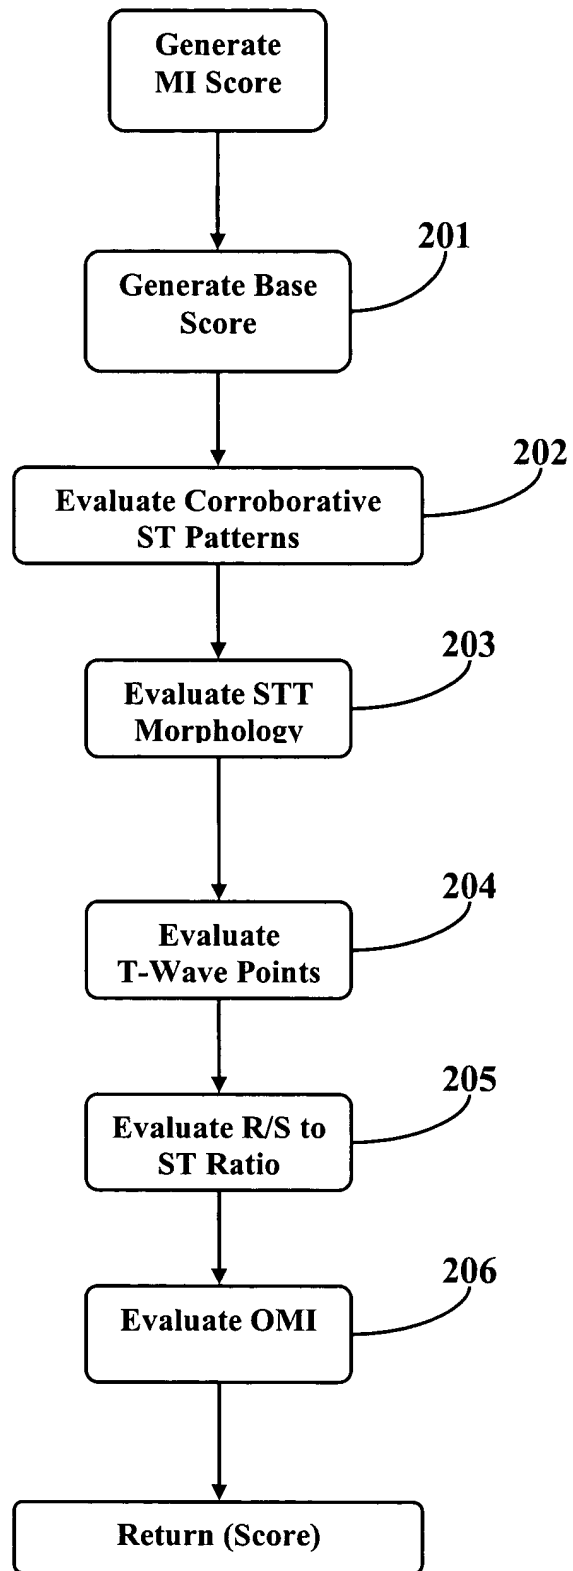 Generate
MI Score
201
Generate Base
Score
202
Evaluate Corroborative
ST Patterns
203
Evaluate STT
Morphology
204
Evaluate
T-Wave Points
205
Evaluate R/S to
ST Ratio
206
Evaluate OMI
Return (Score)